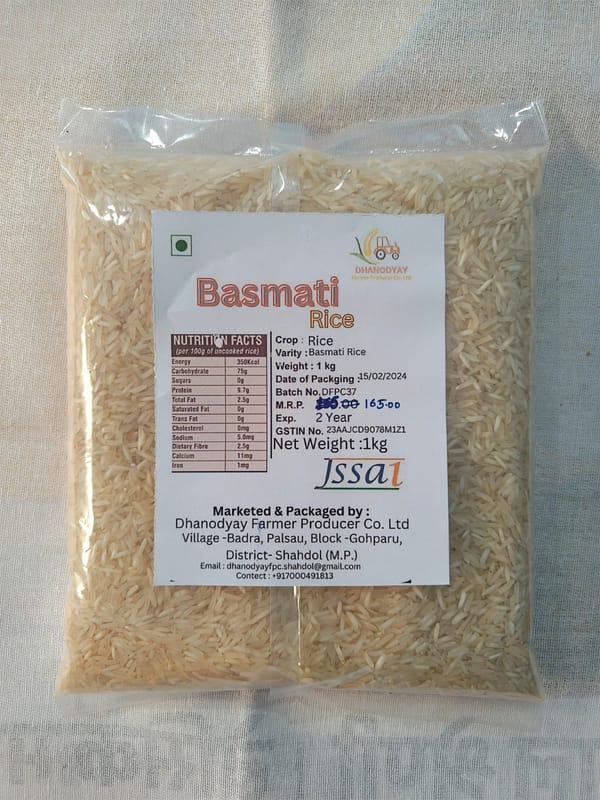 DHANODYAY
Farmer Producer Co. Ltd
Basmati
Rice
NUTRITION FACTS
(per 100g of uncooked rice)
Energy 350Kcal
Carbohydrate 75g
Sugars 0g
Protein 9.7g
Total Fat 2.5g
Saturated Fat 0g
Trans Fat 0g
Cholesterol 0mg
Sodium 5.0mg
Dietary Fibre 2.5g
Calcium 11mg
Iron 1mg
Crop : Rice
Varity : Basmati Rice
Weight : 1 kg
Date of Packging : 15/02/2024
Batch No. DFPC37
M.R.P. 165.00
Exp. 2 Year
GSTIN No. 23AAJCD9078M1Z1
Net Weight :1kg
fssai
Marketed & Packaged by :
Dhanodyay Farmer Producer Co. Ltd
Village -Badra, Palsau, Block -Gohparu,
District- Shahdol (M.P.)
Email : dhanodyayfpc.shahdol@gmail.com
Contect : +917000491813